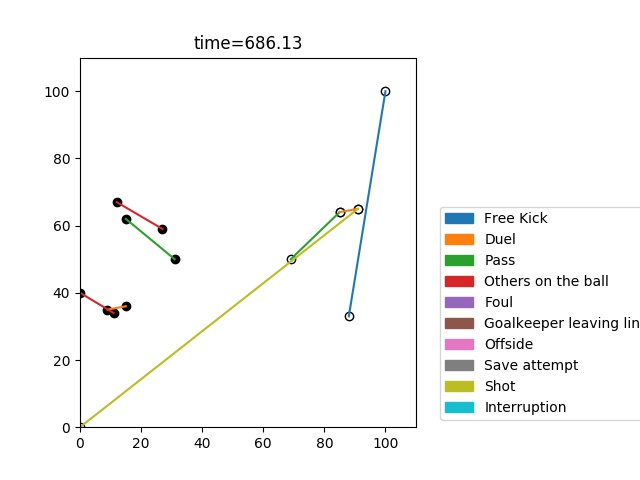 time=686.13
100
80
60
40
20
0
0 20 40 60 80 100
Free Kick
Duel
Pass
Others on the ball
Foul
Goalkeeper leaving lin
Offside
Save attempt
Shot
Interruption